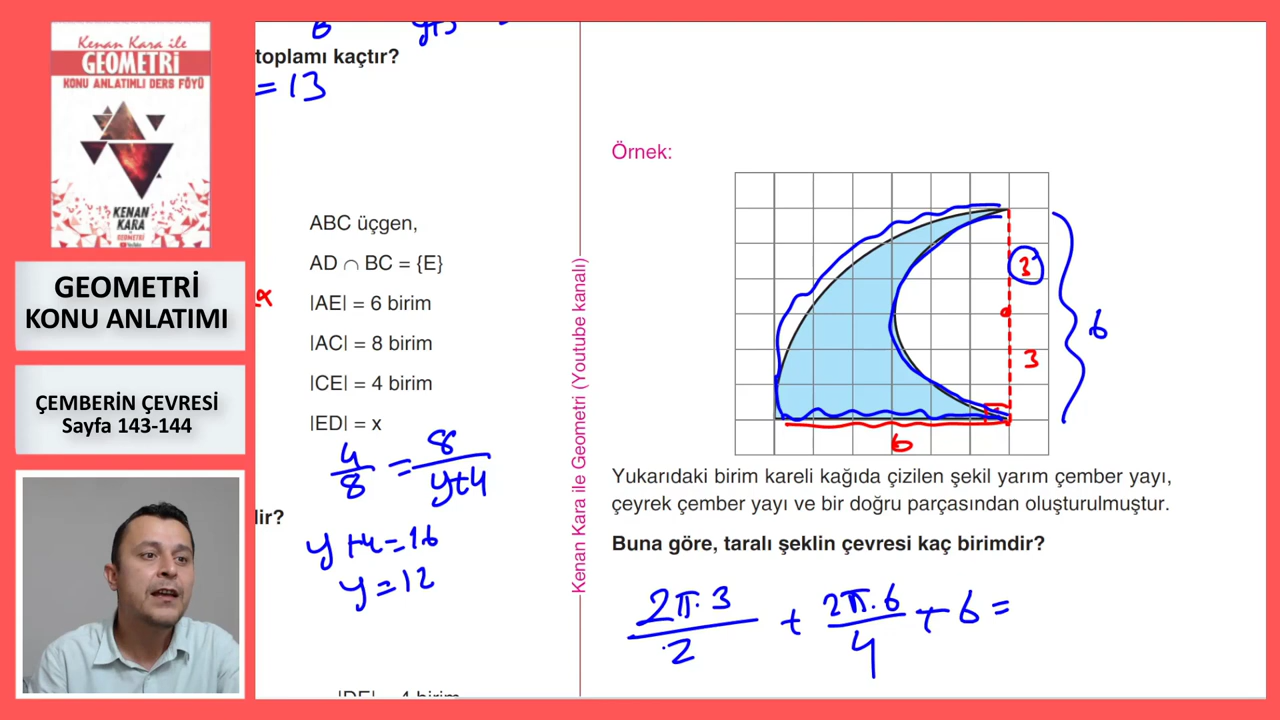 Kenan Kara ile
GEOMETRİ
KONU ANLATIMLI DERS FÖYÜ
KENAN
KARA
GEOMETRİ
GEOMETRİ
KONU ANLATIMI
ÇEMBERİN ÇEVRESİ
Sayfa 143-144
toplamı kaçtır?
= 13
ABC üçgen,
AD ∩ BC = {E}
|AE| = 6 birim
|AC| = 8 birim
|CE| = 4 birim
|ED| = x
4/8 = 8/y+4
y+4=16
y=12
Kenan Kara ile Geometri (Youtube kanalı)
Örnek:
3
3
6
6
Yukarıdaki birim kareli kağıda çizilen şekil yarım çember yayı,
çeyrek çember yayı ve bir doğru parçasından oluşturulmuştur.
Buna göre, taralı şeklin çevresi kaç birimdir?
2π.3/2 + 2π.6/4 + 6 =